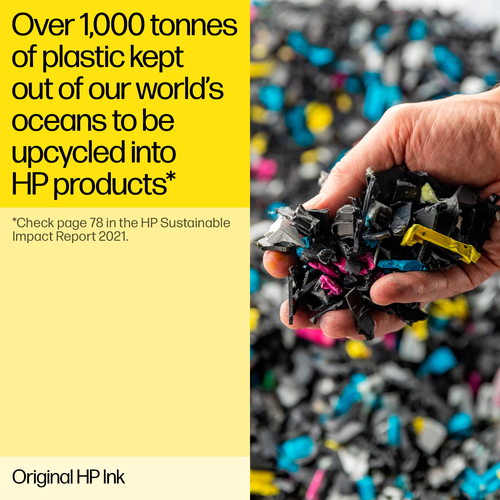 Over 1,000 tonnes
of plastic kept
out of our world's
oceans to be
upcycled into
HP products*
*Check page 78 in the HP Sustainable
Impact Report 2021.
Original HP Ink